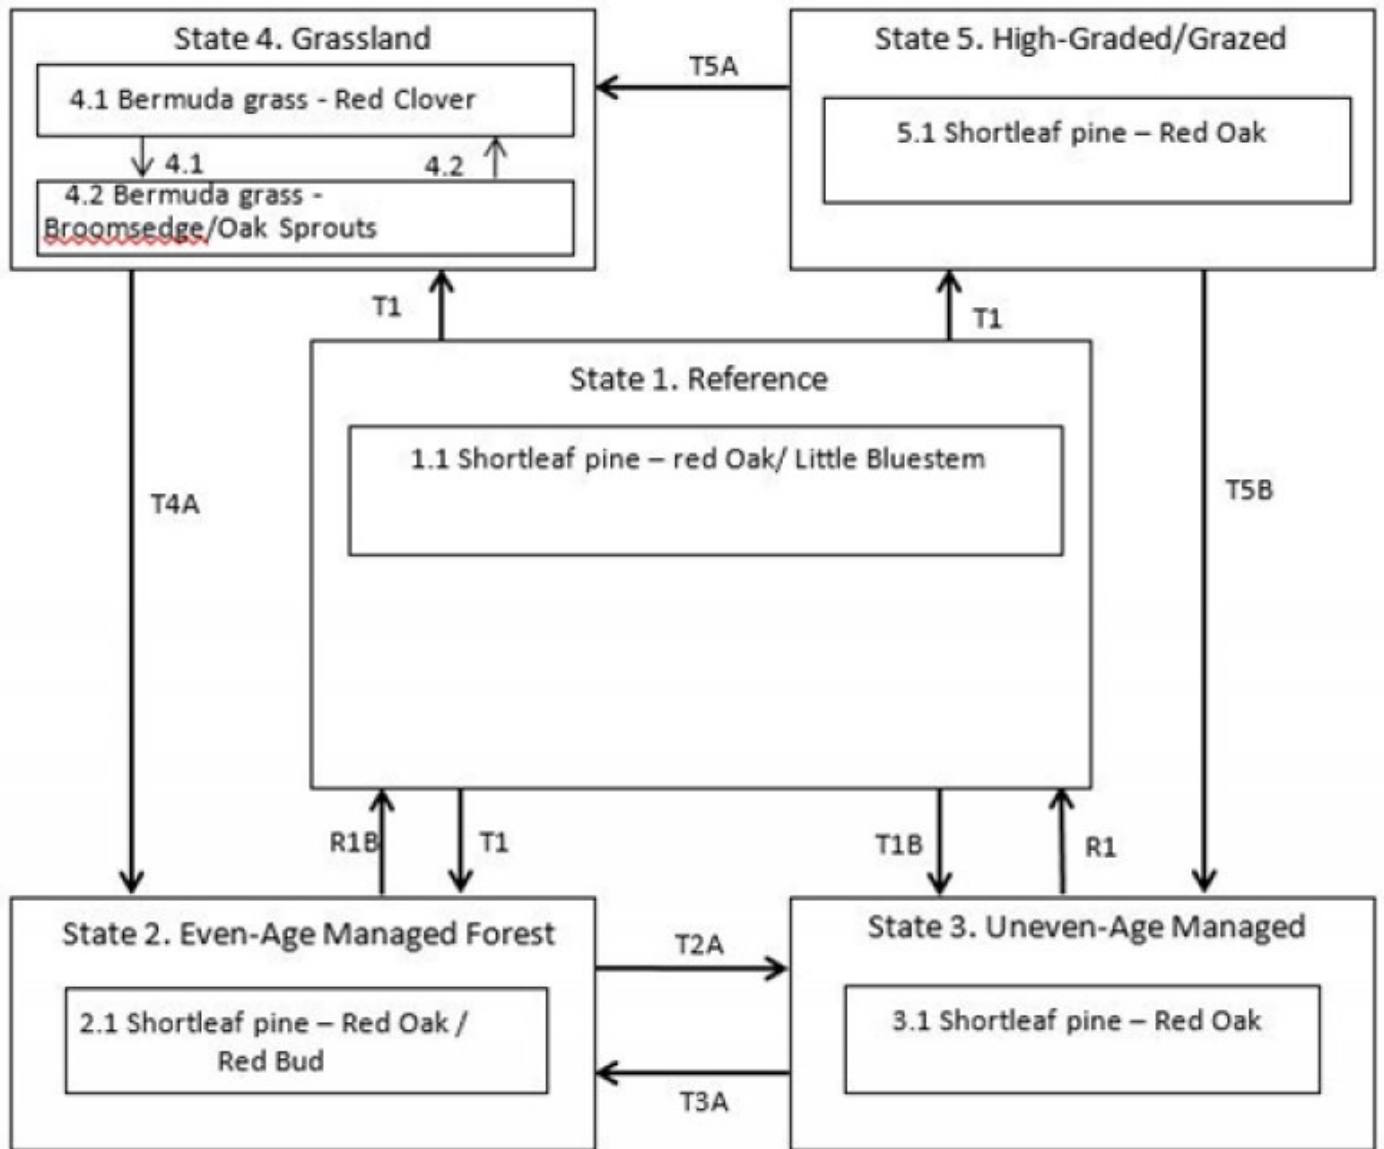 State 4. Grassland
4.1 Bermuda grass - Red Clover
4.1
4.2
4.2 Bermuda grass -
Broomsedge/Oak Sprouts
T5A
State 5. High-Graded/Grazed
5.1 Shortleaf pine – Red Oak
T1
T1
State 1. Reference
1.1 Shortleaf pine – red Oak/ Little Bluestem
T4A
T5B
R1B
T1
T1B
R1
State 2. Even-Age Managed Forest
2.1 Shortleaf pine – Red Oak /
Red Bud
T2A
T3A
State 3. Uneven-Age Managed
3.1 Shortleaf pine – Red Oak